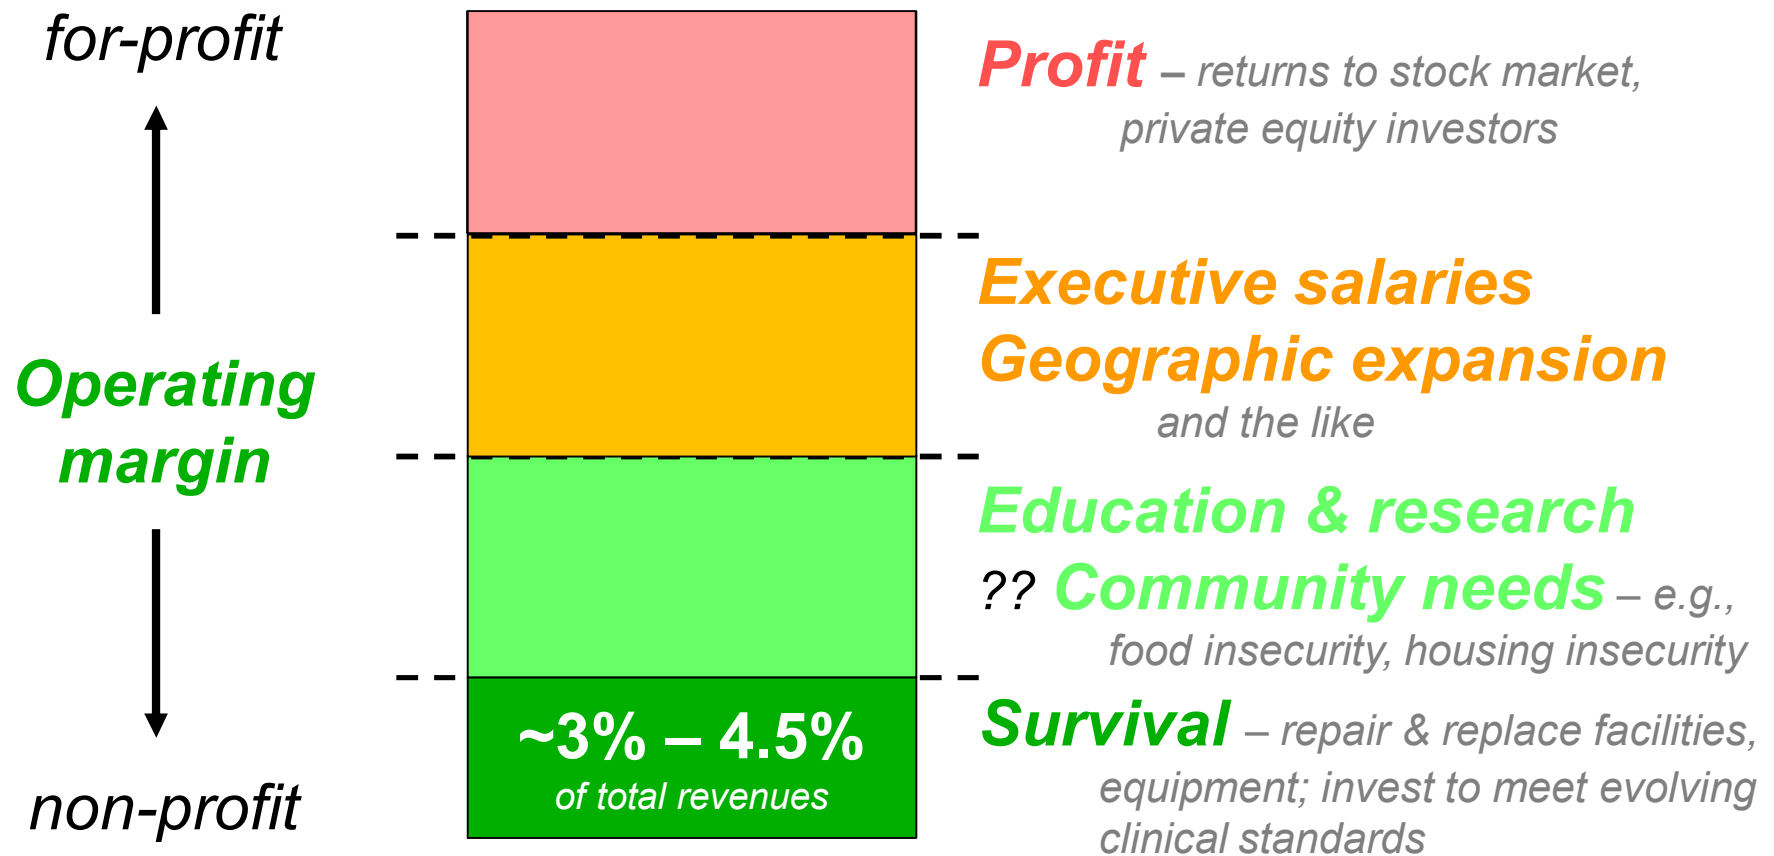 for-profit
Operating
margin
non-profit
~3% – 4.5%
of total revenues
Profit – returns to stock market,
private equity investors
Executive salaries
Geographic expansion
and the like
Education & research
?? Community needs – e.g.,
food insecurity, housing insecurity
Survival – repair & replace facilities,
equipment; invest to meet evolving
clinical standards